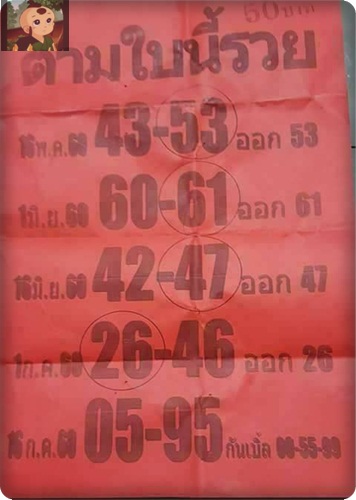 50บาท
ตามใบนี้รวย
16พ.ค.60 43-53 ออก 53
1มิ.ย.60 60-61 ออก 61
16มิ.ย.60 42-47 ออก 47
1ก.ค.60 26-46 ออก 26
16ก.ค.60 05-95 กันเบิ้ล 00-55-99